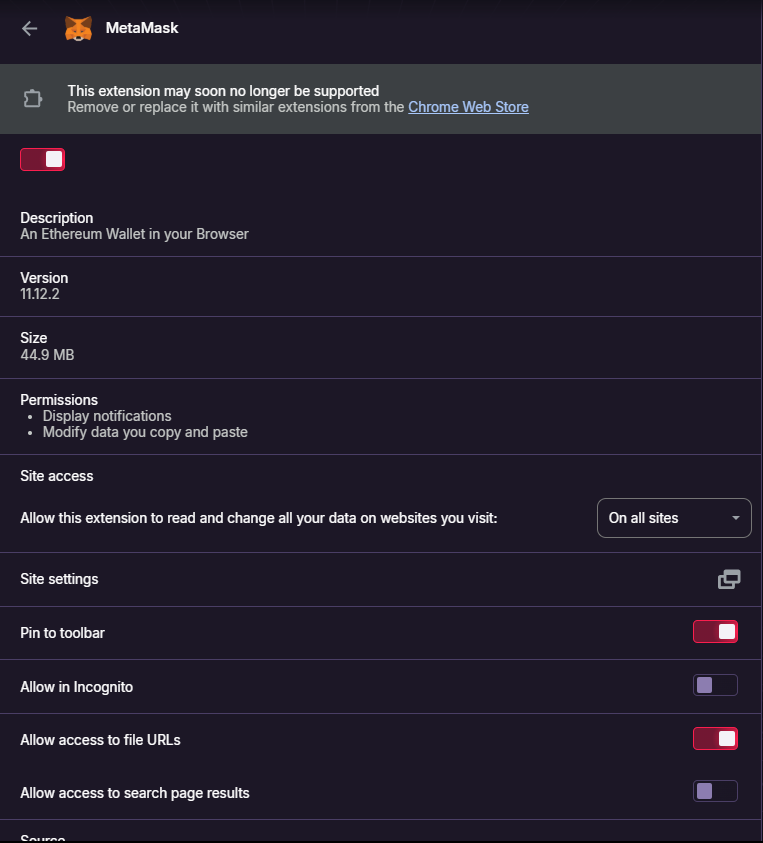 MetaMask
This extension may soon no longer be supported
Remove or replace it with similar extensions from the Chrome Web Store
Description
An Ethereum Wallet in your Browser
Version
11.12.2
Size
44.9 MB
Permissions
• Display notifications
• Modify data you copy and paste
Site access
Allow this extension to read and change all your data on websites you visit:
On all sites
Site settings
Pin to toolbar
Allow in Incognito
Allow access to file URLs
Allow access to search page results
Source